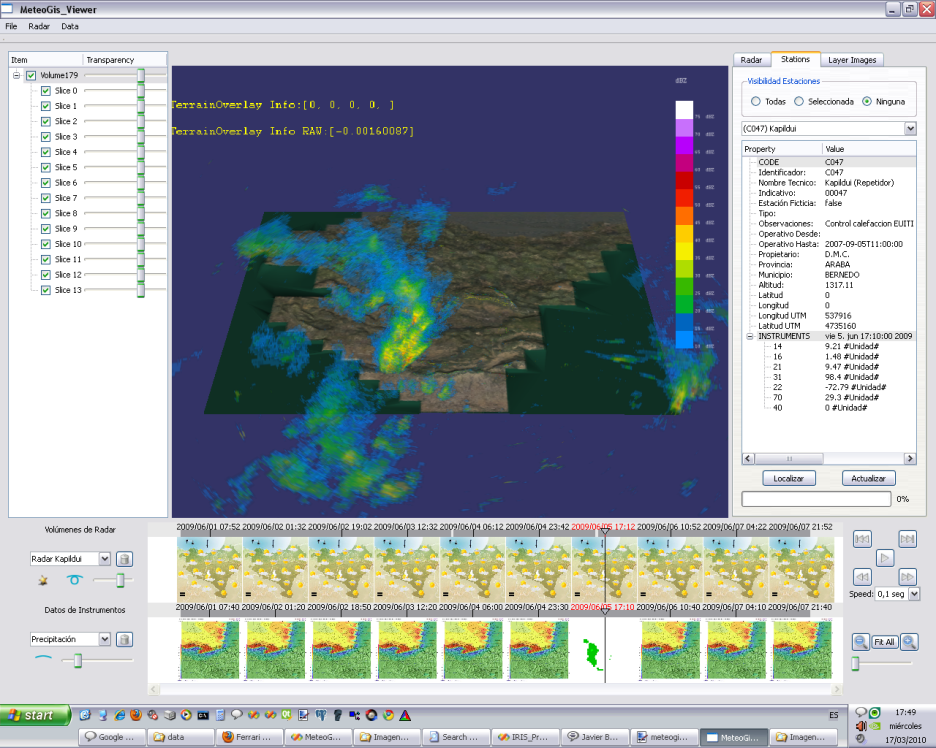 MeteoGis_Viewer
File Radar Data
Item Transparency
Volume179
Slice 0
Slice 1
Slice 2
Slice 3
Slice 4
Slice 5
Slice 6
Slice 7
Slice 8
Slice 9
Slice 10
Slice 11
Slice 12
Slice 13
TerrainOverlay Info:[0, 0, 0, 0, ]
TerrainOverlay Info RAW:[-0.00160087]
dBZ
Radar Stations Layer Images
Visibilidad Estaciones
Todas Seleccionada Ninguna
(C047) Kapildui
Property Value
CODE C047
Identificador: C047
Nombre Tecnico: Kapildui (Repetidor)
Indicativo: 00047
Estación Ficticia: false
Tipo:
Observaciones: Control calefaccion EUITI
Operativo Desde:
Operativo Hasta: 2007-09-05T11:00:00
Propietario: D.M.C.
Provincia: ARABA
Municipio: BERNEDO
Altitud: 1317.11
Latitud 0
Longitud 0
Longitud UTM 537916
Latitud UTM 4735160
INSTRUMENTS vie 5. jun 17:10:00 2009
14 9.21 #Unidad#
16 1.48 #Unidad#
21 9.47 #Unidad#
31 98.4 #Unidad#
22 -72.79 #Unidad#
70 29.3 #Unidad#
40 0 #Unidad#
Localizar Actualizar
0%
Volúmenes de Radar
Radar Kapildui
Datos de Instrumentos
Precipitación
2009/06/01 07:52 2009/06/02 01:32 2009/06/02 19:02 2009/06/03 12:32 2009/06/04 06:12 2009/06/04 23:42 2009/06/05 17:12 2009/06/06 10:52 2009/06/07 04:22 2009/06/07 21:52
2009/06/01 07:40 2009/06/02 01:20 2009/06/02 18:50 2009/06/03 12:30 2009/06/04 06:00 2009/06/04 23:30 2009/06/05 17:10 2009/06/06 10:40 2009/06/07 04:10 2009/06/07 21:40
Speed: 0,1 seg
Fit All
start
ES
17:49
miércoles
17/03/2010
Google ... data Ferrari ... MeteoG... Imagen... Search ... IRIS_Pr... Javier B... meteogi... MeteoGi... Imagen...